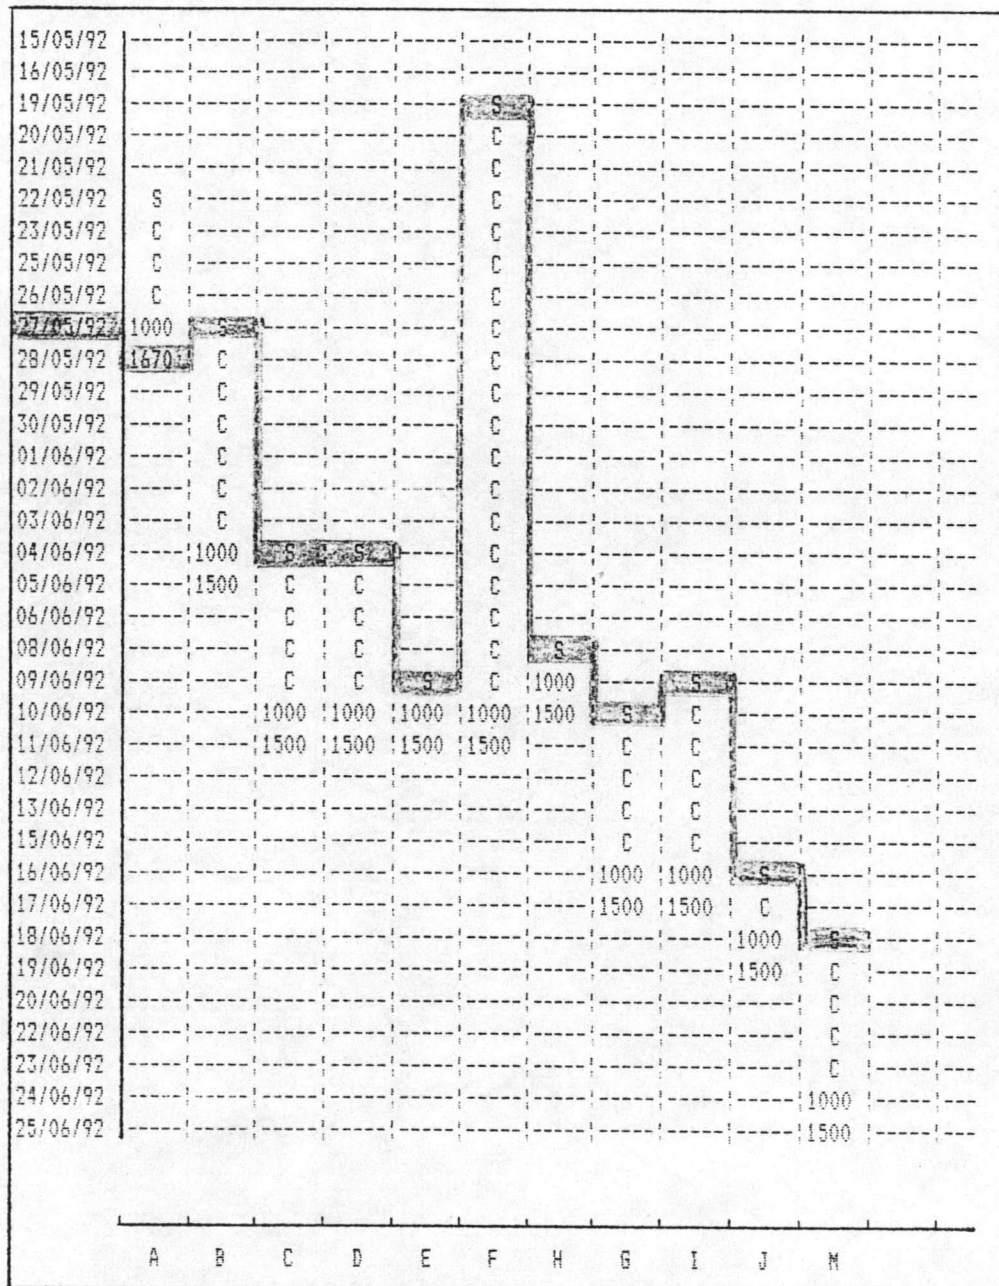 15/05/92
16/05/92
19/05/92 S
20/05/92 C
21/05/92 C
22/05/92 S C
23/05/92 C C
25/05/92 C C
26/05/92 C C
27/05/92 1000 S C
28/05/92 1670 C C
29/05/92 C C
30/05/92 C C
01/06/92 C C
02/06/92 C C
03/06/92 C C
04/06/92 1000 S S C
05/06/92 1500 C C C
06/06/92 C C C
08/06/92 C C C S
09/06/92 C C S C 1000 S
10/06/92 1000 1000 1000 1000 1500 S C
11/06/92 1500 1500 1500 1500 C C
12/06/92 C C
13/06/92 C C
15/06/92 C C
16/06/92 1000 1000 S
17/06/92 1500 1500 C
18/06/92 1000 S
19/06/92 1500 C
20/06/92 C
22/06/92 C
23/06/92 C
24/06/92 1000
25/06/92 1500
A B C D E F H G I J M